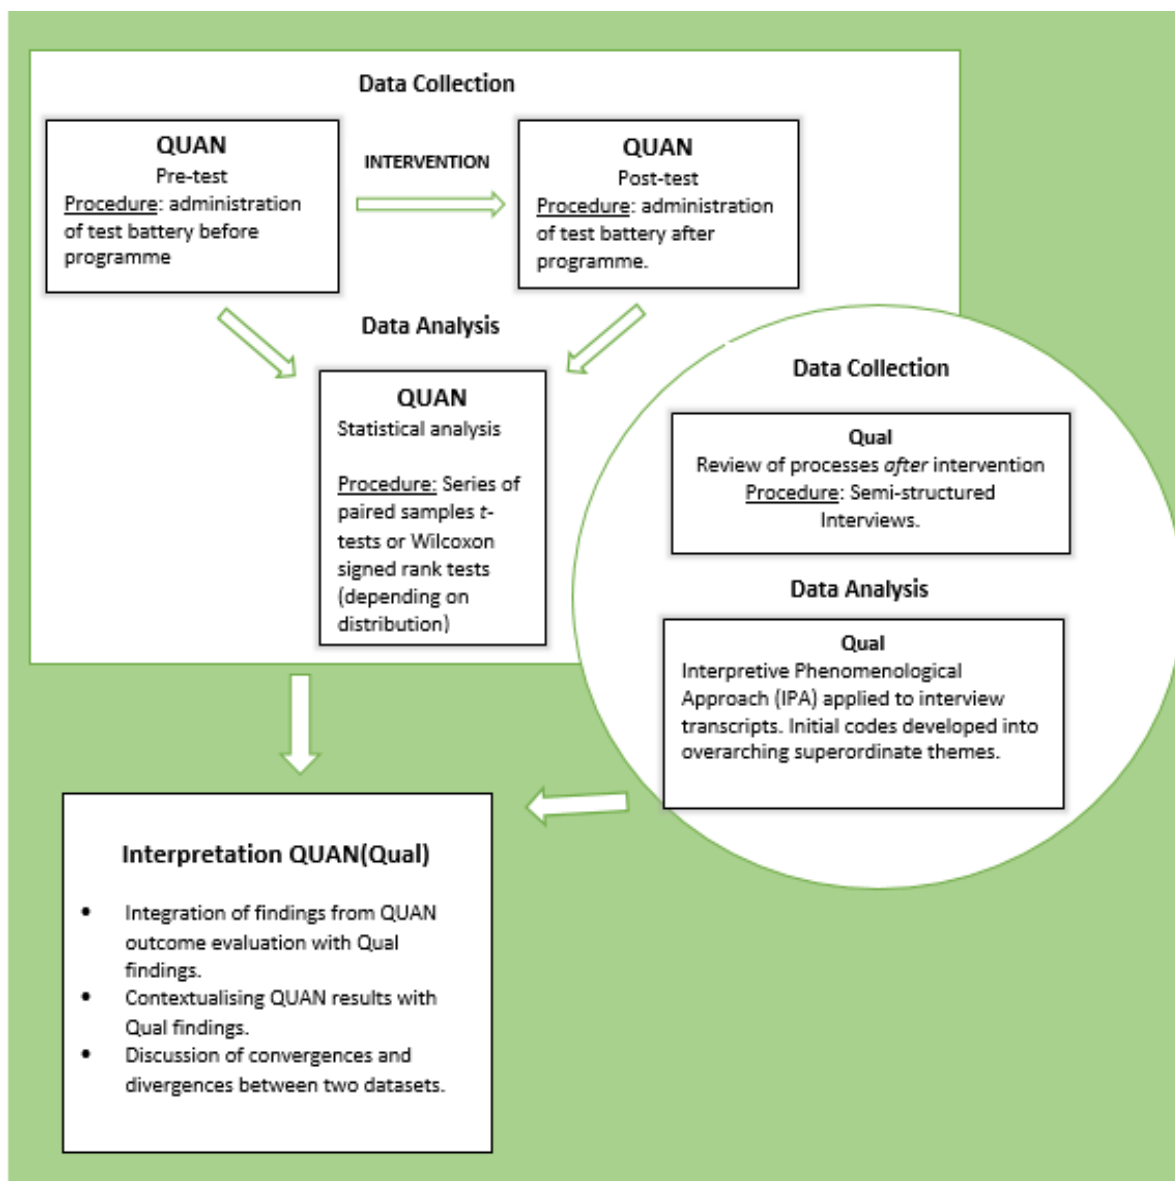 Data Collection
QUAN
Pre-test
Procedure: administration
of test battery before
programme
INTERVENTION
QUAN
Post-test
Procedure: administration
of test battery after
programme.
Data Analysis
QUAN
Statistical analysis
Procedure: Series of
paired samples t-
tests or Wilcoxon
signed rank tests
(depending on
distribution)
Data Collection
Qual
Review of processes after intervention
Procedure: Semi-structured
Interviews.
Data Analysis
Qual
Interpretive Phenomenological
Approach (IPA) applied to interview
transcripts. Initial codes developed into
overarching superordinate themes.
Interpretation QUAN(Qual)
• Integration of findings from QUAN
outcome evaluation with Qual
findings.
• Contextualising QUAN results with
Qual findings.
• Discussion of convergences and
divergences between two datasets.